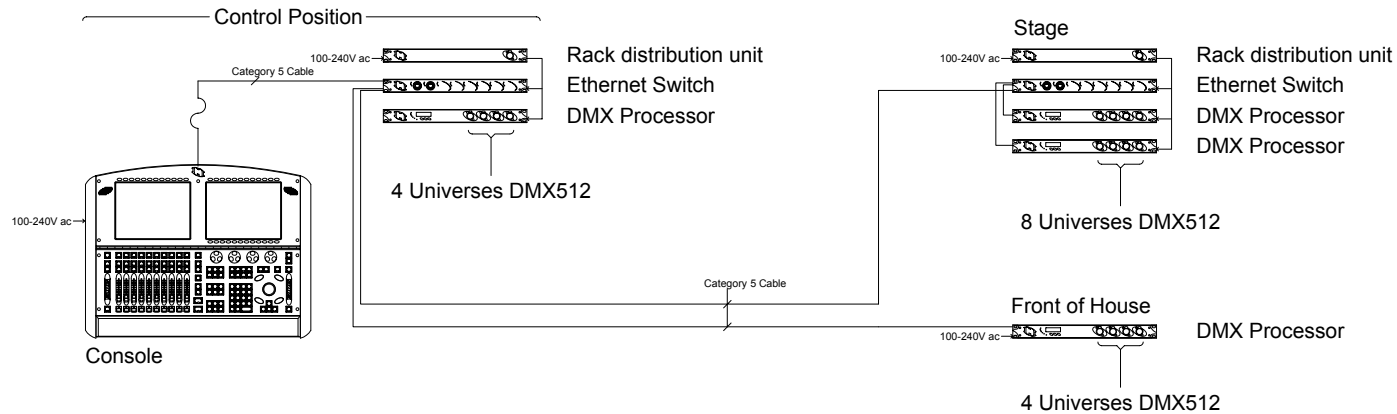 Control Position
100-240V ac
Rack distribution unit
Category 5 Cable
Ethernet Switch
DMX Processor
4 Universes DMX512
100-240V ac
Console
Stage
100-240V ac
Rack distribution unit
Ethernet Switch
DMX Processor
DMX Processor
8 Universes DMX512
Category 5 Cable
Front of House
100-240V ac
DMX Processor
4 Universes DMX512